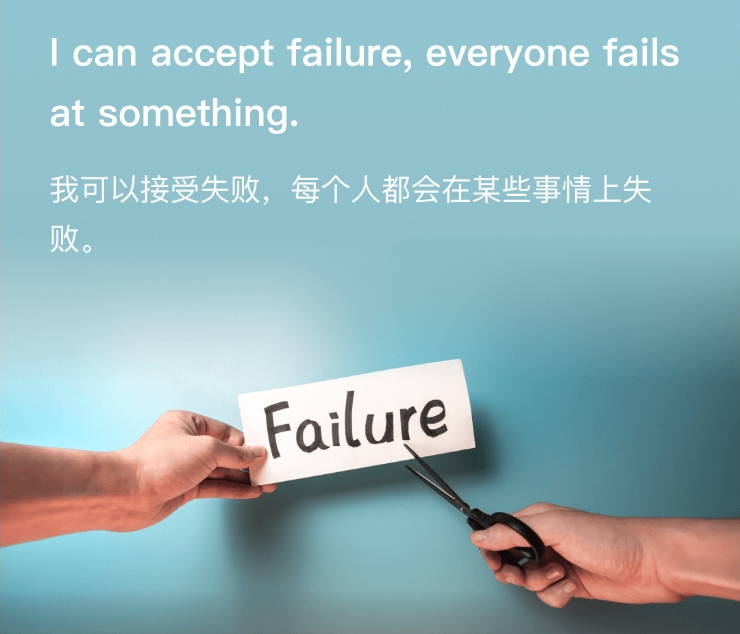 I can accept failure, everyone fails
at something.
我可以接受失败，每个人都会在某些事情上失
败。
Failure